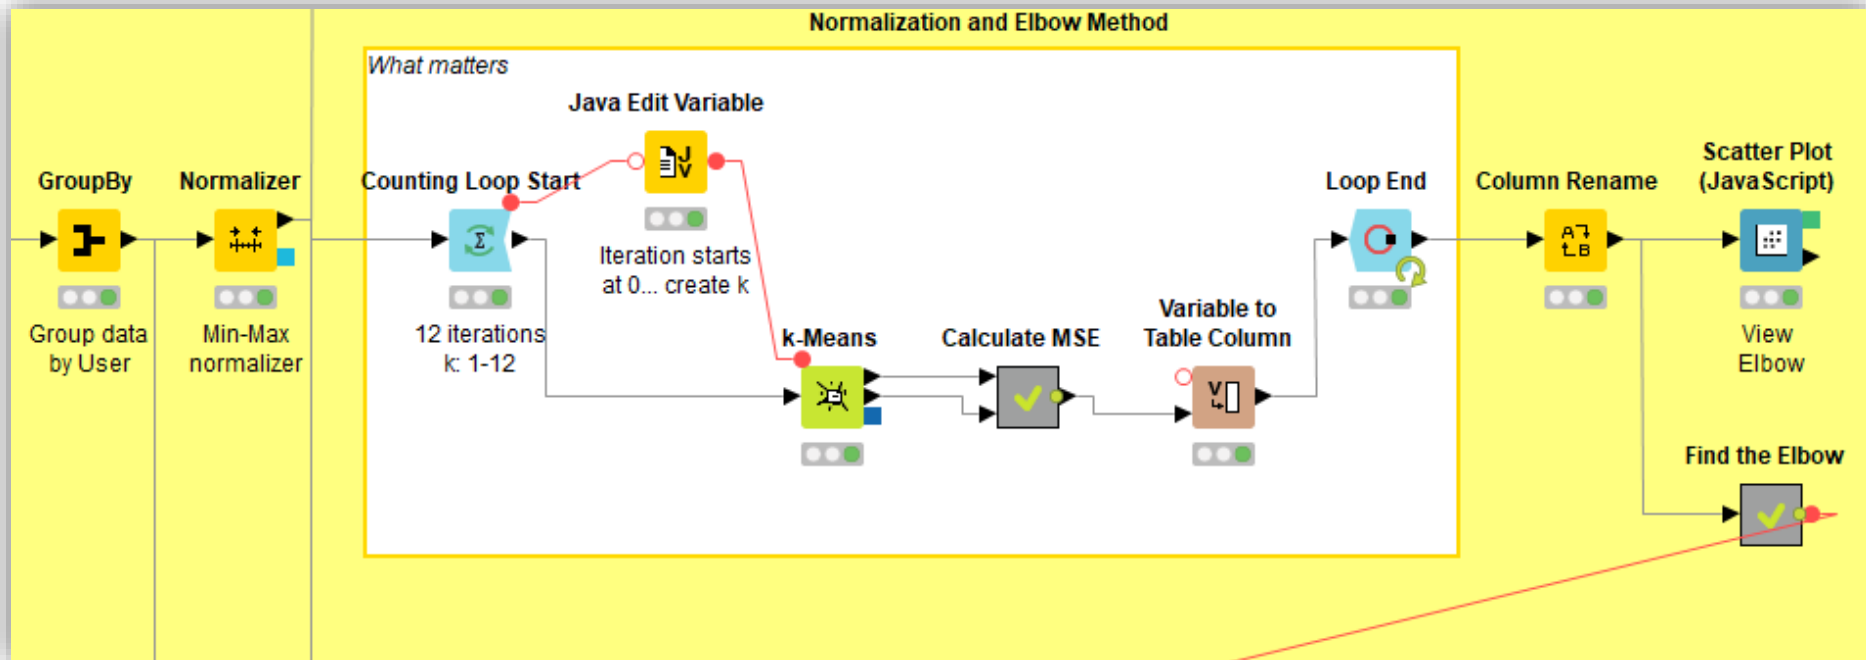 Normalization and Elbow Method
What matters
Java Edit Variable
J
V
Iteration starts
at 0... create k
GroupBy
Group data
by User
Normalizer
Min-Max
normalizer
Counting Loop Start
Σ
12 iterations
k: 1-12
k-Means
Calculate MSE
Variable to
Table Column
V
Loop End
Column Rename
A
B
Scatter Plot
(JavaScript)
View
Elbow
Find the Elbow